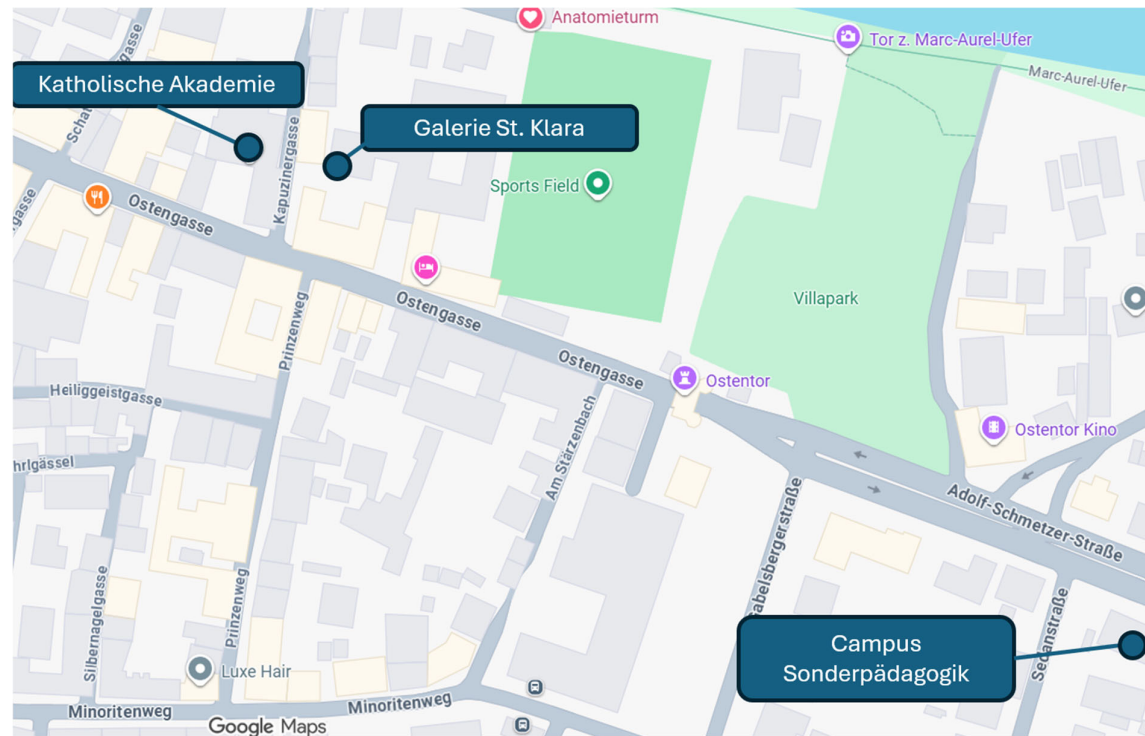 Anatomieturm
Tor z. Marc-Aurel-Ufer
Marc-Aurel-Ufer
Katholische Akademie
Galerie St. Klara
Kapuzinergasse
Sports Field
Ostengasse
Villapark
Ostengasse
Prinzenweg
Ostengasse
Ostentor
Heiliggeistgasse
Ostentor Kino
Am Stärzenbach
Adolf-Schmetzer-Straße
Silbernagelgasse
Prinzenweg
Sedanstraße
Campus
Sonderpädagogik
Luxe Hair
Minoritenweg
Minoritenweg
Google Maps